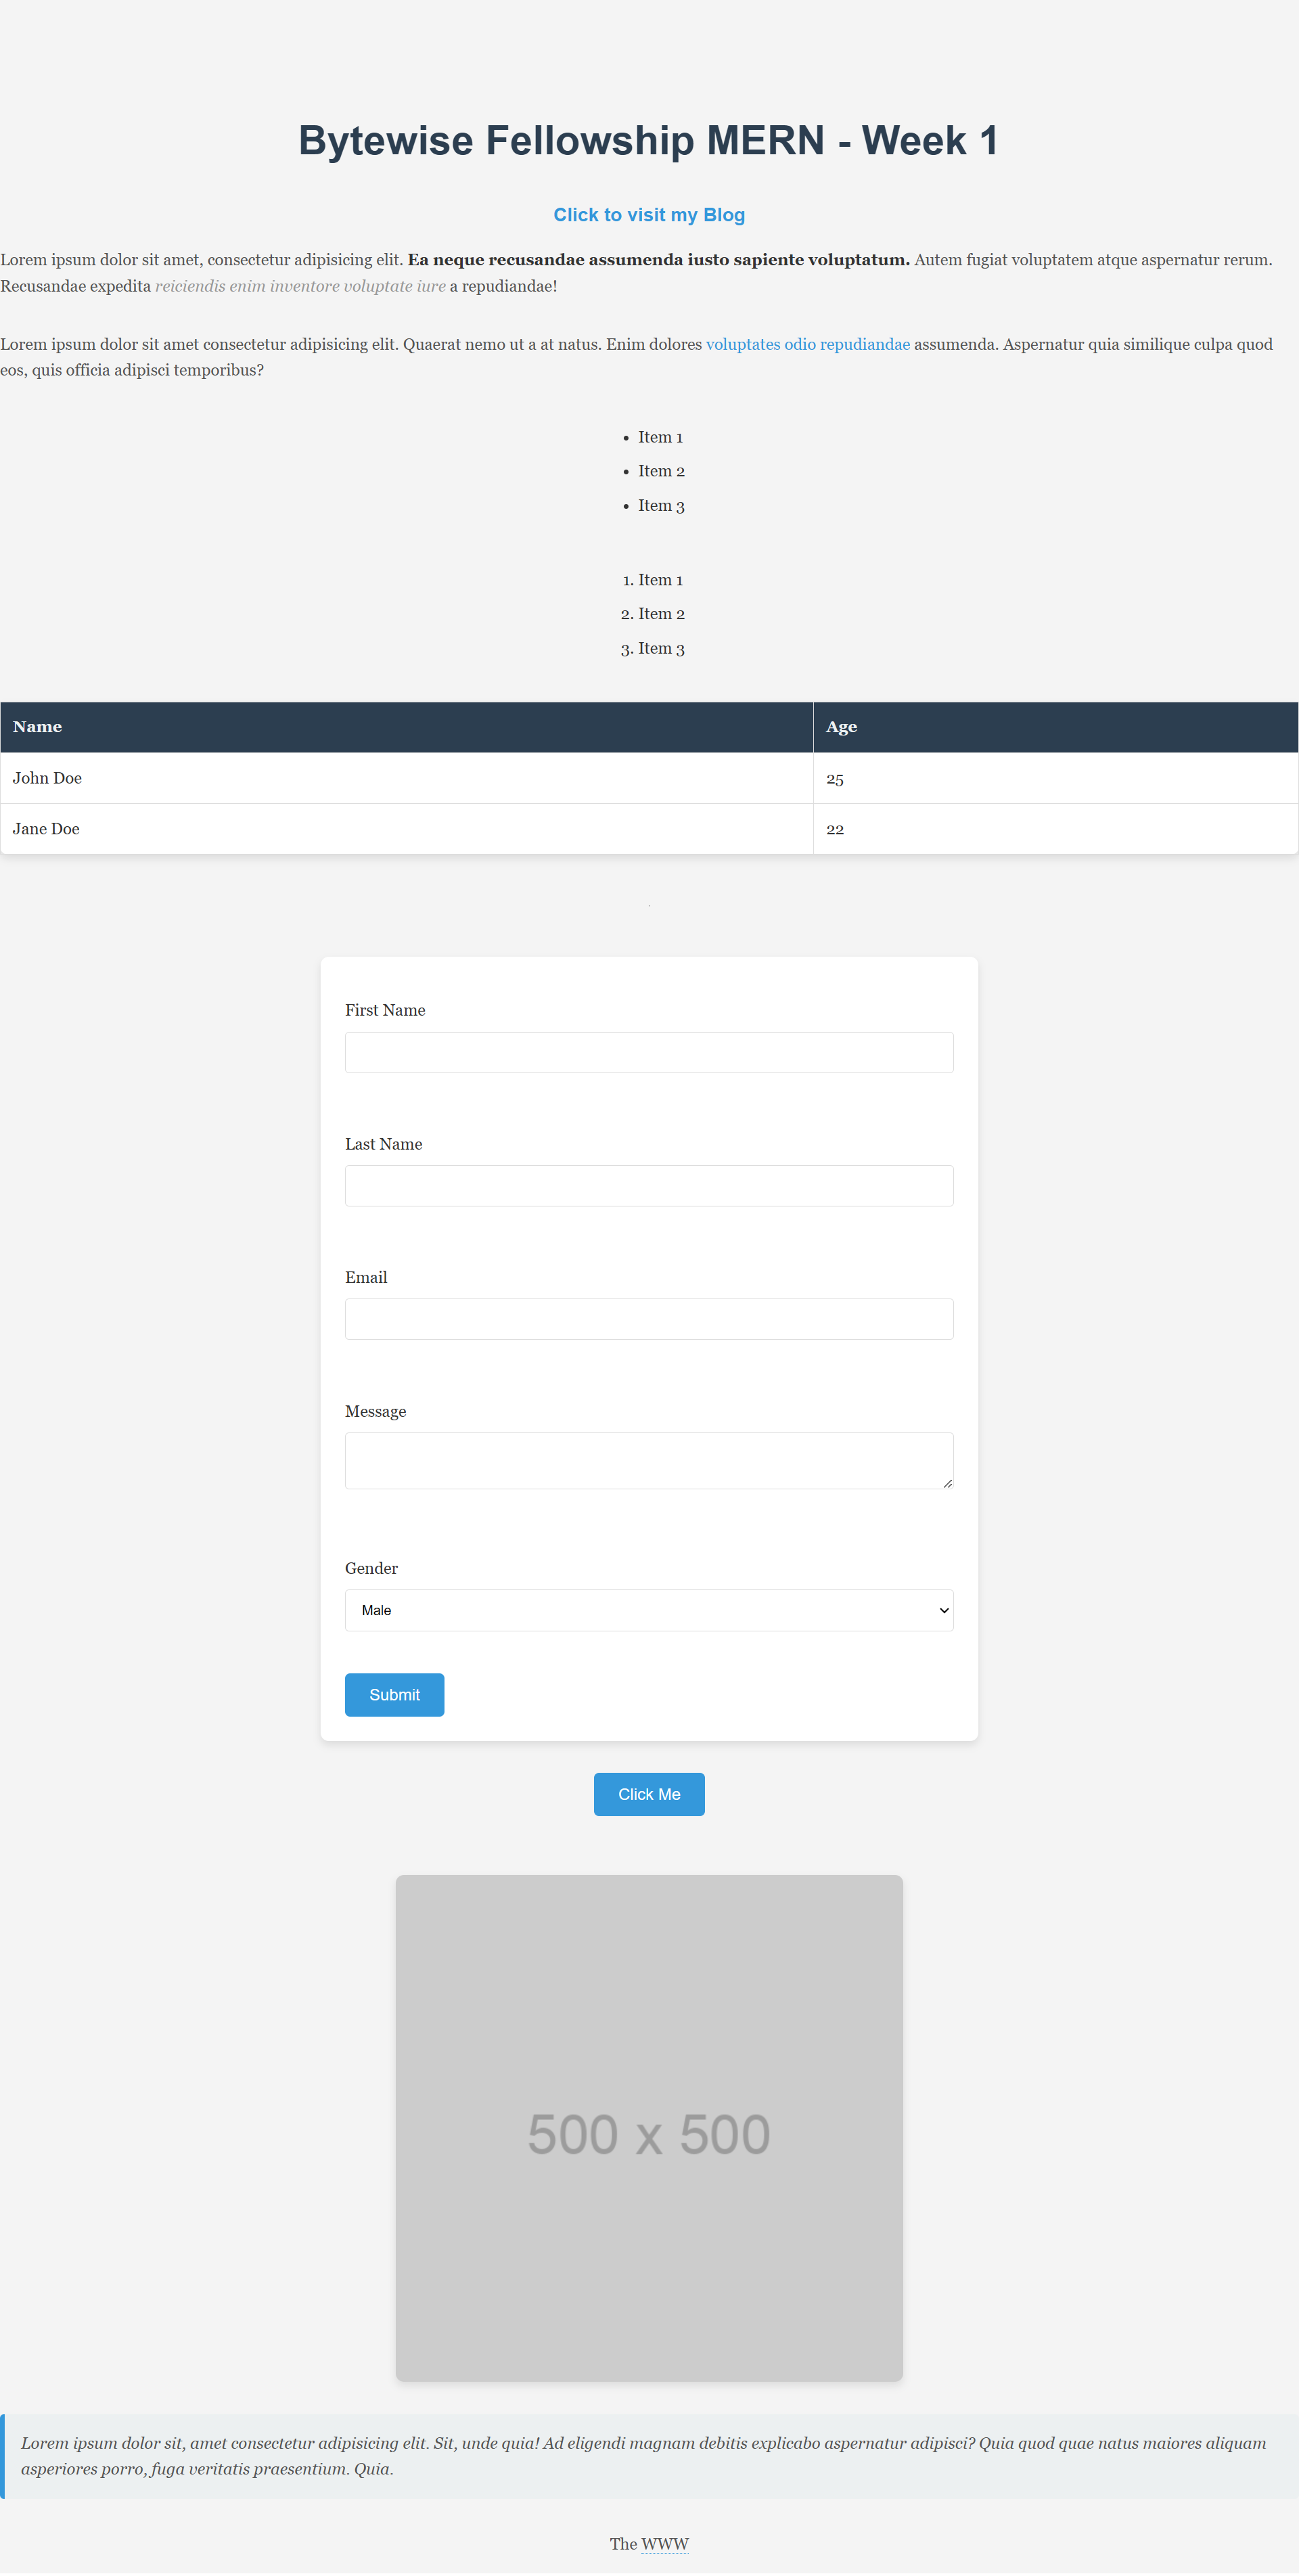 Bytewise Fellowship MERN - Week 1
Click to visit my Blog
Lorem ipsum dolor sit amet, consectetur adipisicing elit. Ea neque recusandae assumenda iusto sapiente voluptatum. Autem fugiat voluptatem atque aspernatur rerum.
Recusandae expedita reiciendis enim inventore voluptate iure a repudiandae!
Lorem ipsum dolor sit amet consectetur adipisicing elit. Quaerat nemo ut a at natus. Enim dolores voluptates odio repudiandae assumenda. Aspernatur quia similique culpa quod
eos, quis officia adipisci temporibus?
• Item 1
• Item 2
• Item 3
1. Item 1
2. Item 2
3. Item 3
Name Age
John Doe 25
Jane Doe 22
First Name
Last Name
Email
Message
Gender
Male
Submit
Click Me
500 x 500
Lorem ipsum dolor sit, amet consectetur adipisicing elit. Sit, unde quia! Ad eligendi magnam debitis explicabo aspernatur adipisci? Quia quod quae natus maiores aliquam
asperiores porro, fuga veritatis praesentium. Quia.
The WWW